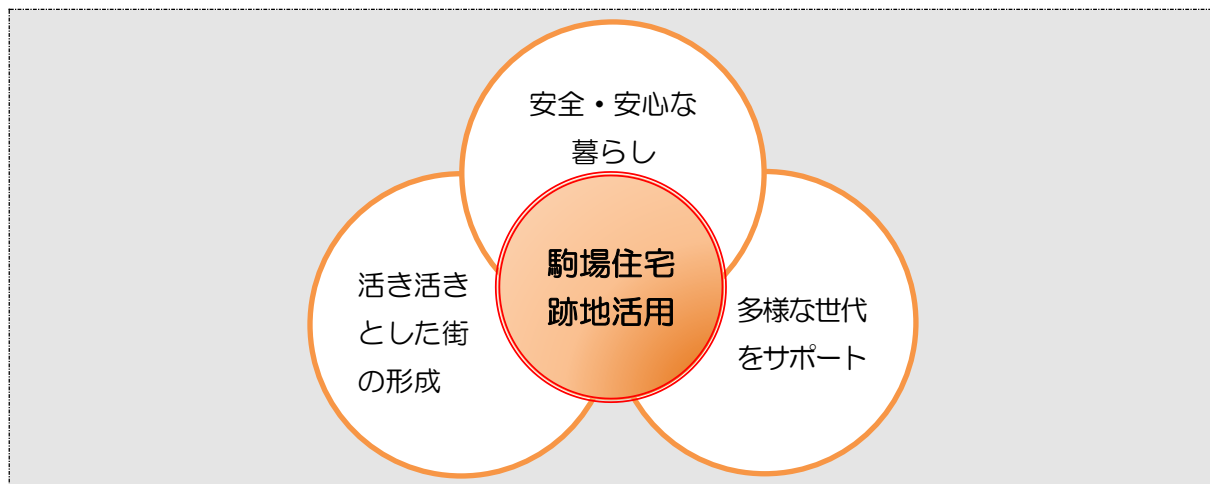 安全・安心な
暮らし
駒場住宅
跡地活用
活き活き
とした街
の形成
多様な世代
をサポート